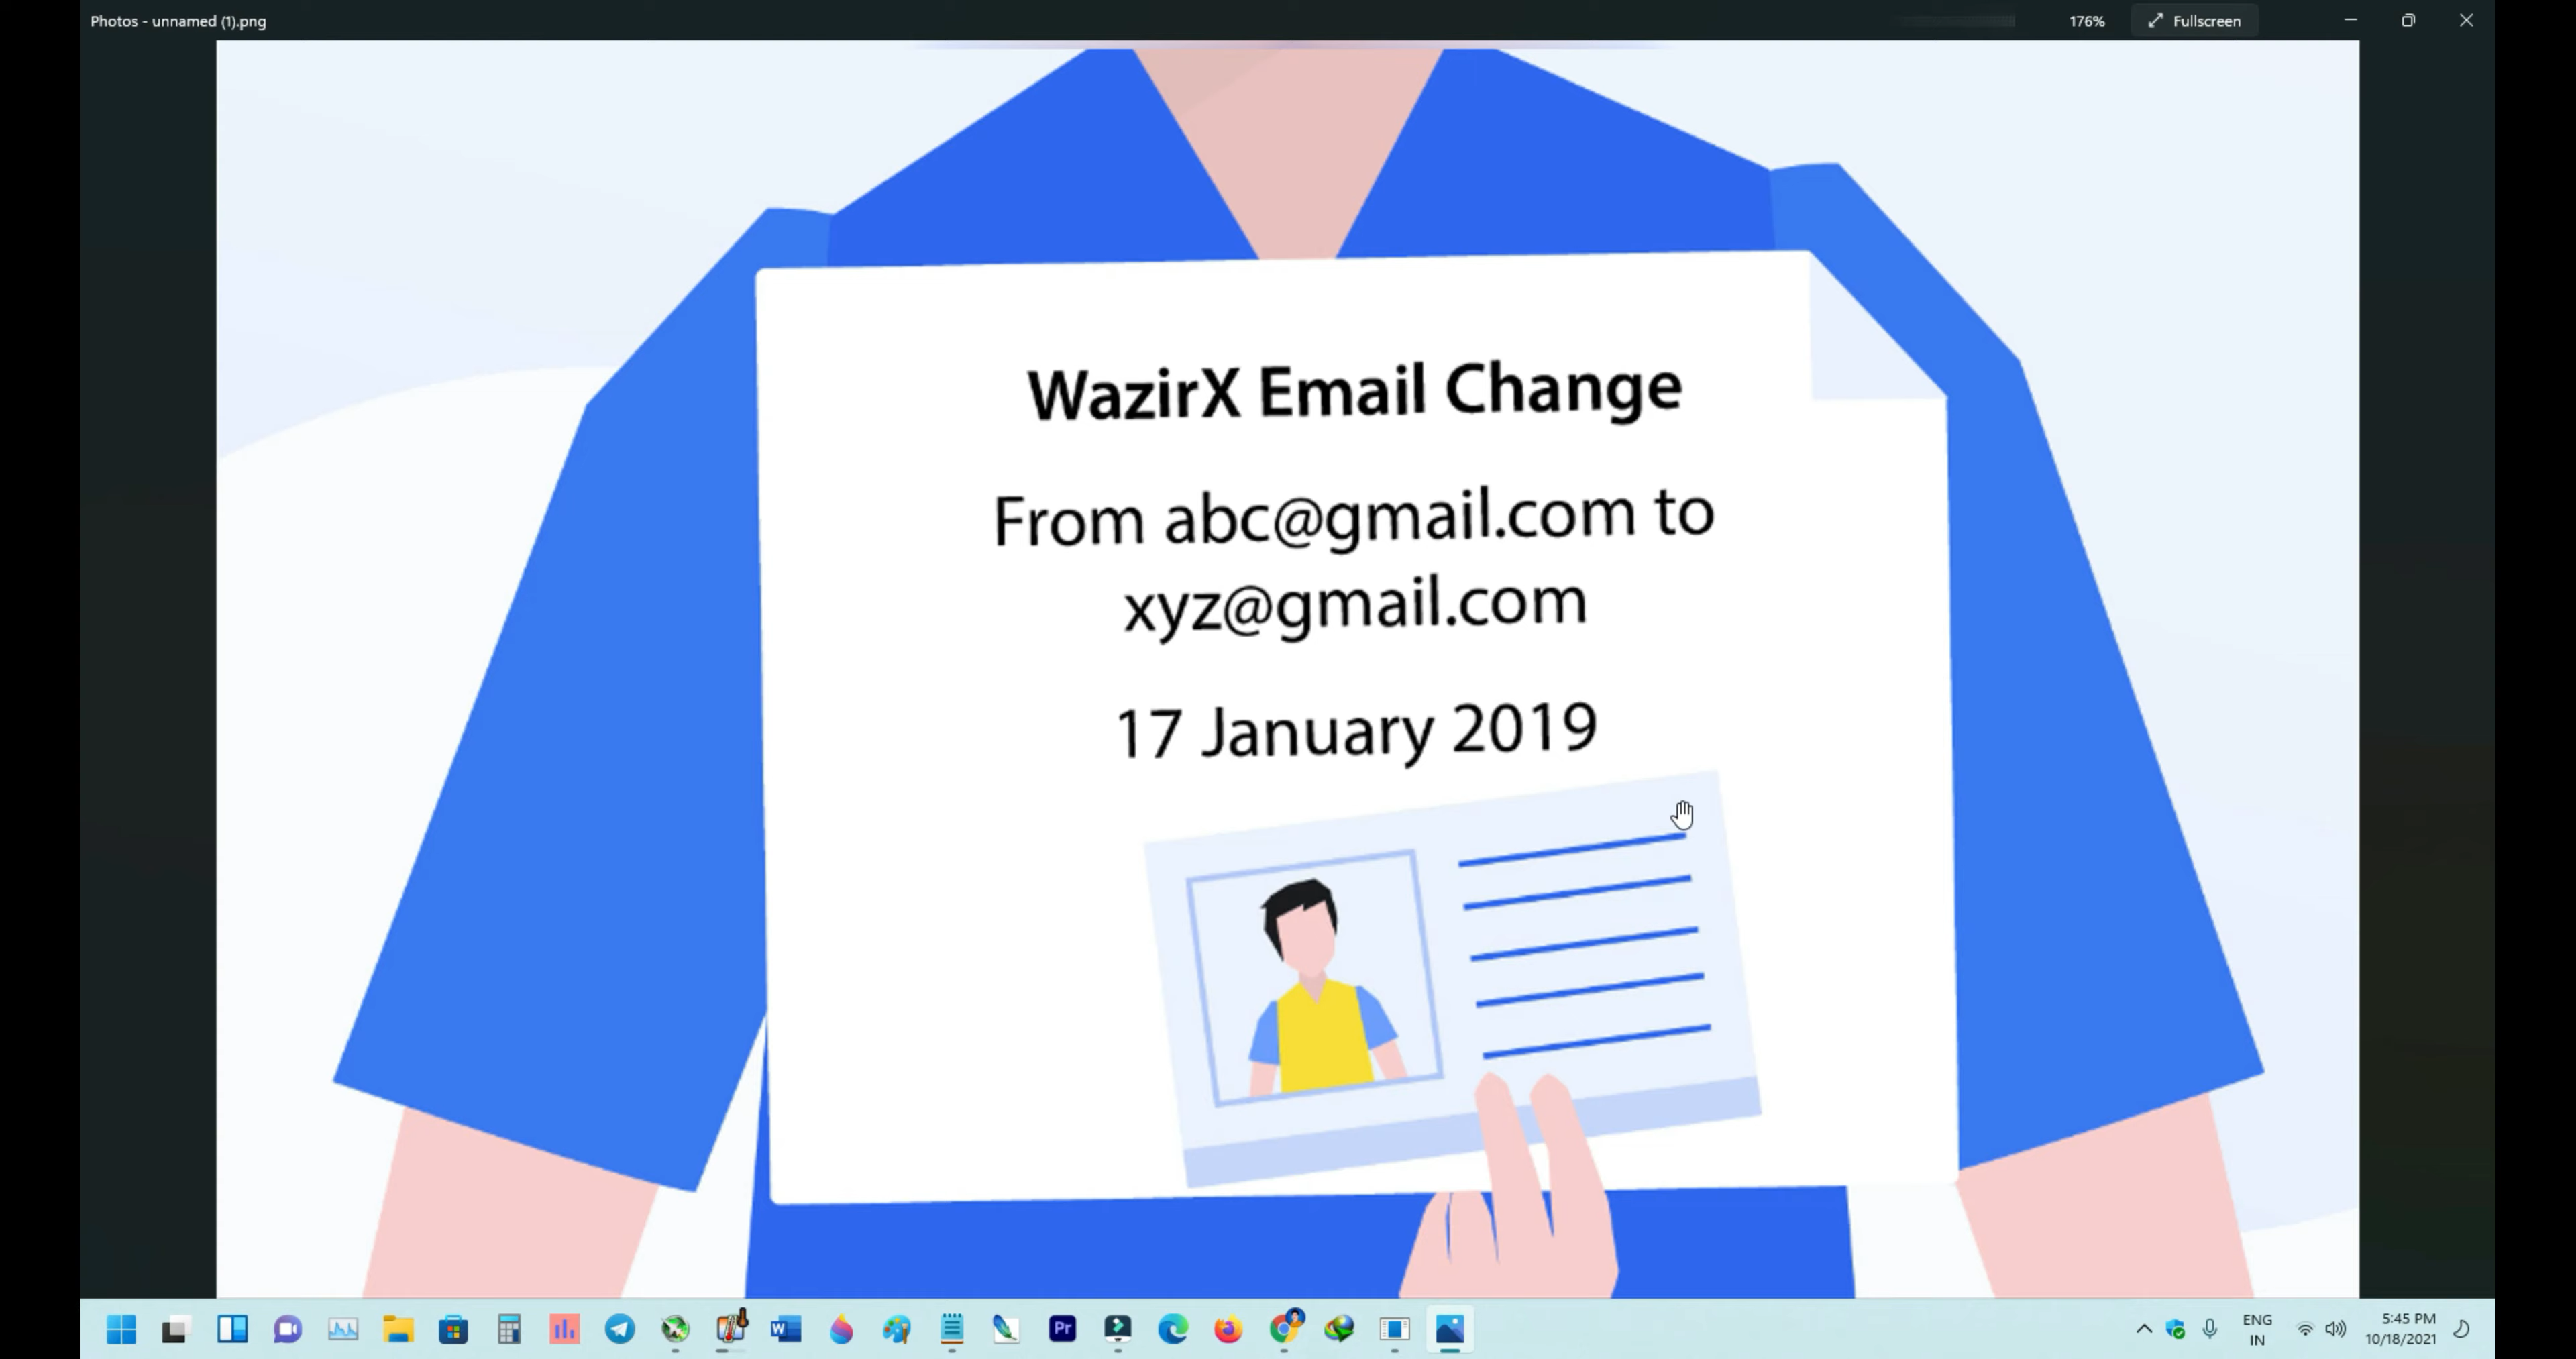 Photos - unnamed (1).png
176%
Fullscreen
WazirX Email Change
From abc@gmail.com to
xyz@gmail.com
17 January 2019
W
Pr
ENG
IN
5:45 PM
10/18/2021